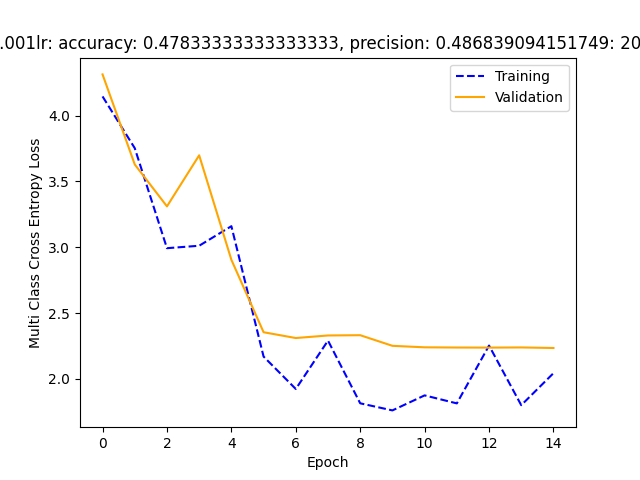 .001lr: accuracy: 0.47833333333333333, precision: 0.486839094151749: 20
Training
Validation
4.0
3.5
3.0
2.5
2.0
Multi Class Cross Entropy Loss
0 2 4 6 8 10 12 14
Epoch